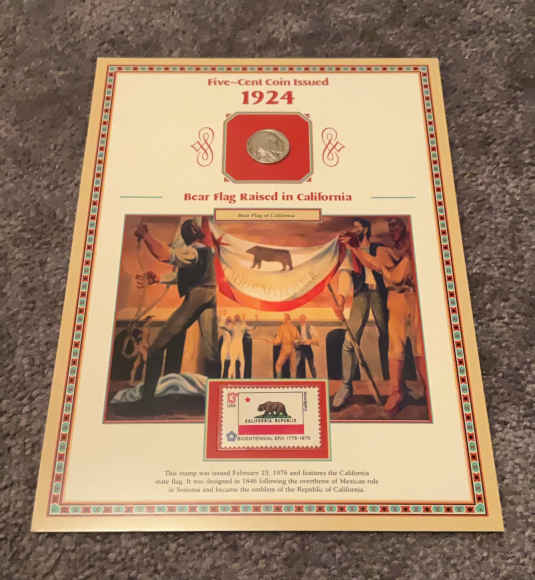 Five-Cent Coin Issued
1924
Bear Flag Raised in California
Bear Flag of California
13c
USA
CALIFORNIA REPUBLIC
BICENTENNIAL ERA 1776-1976
This stamp was issued February 23, 1976 and features the California
state flag. It was designed in 1846 following the overthrow of Mexican rule
in Sonoma and became the emblem of the Republic of California.